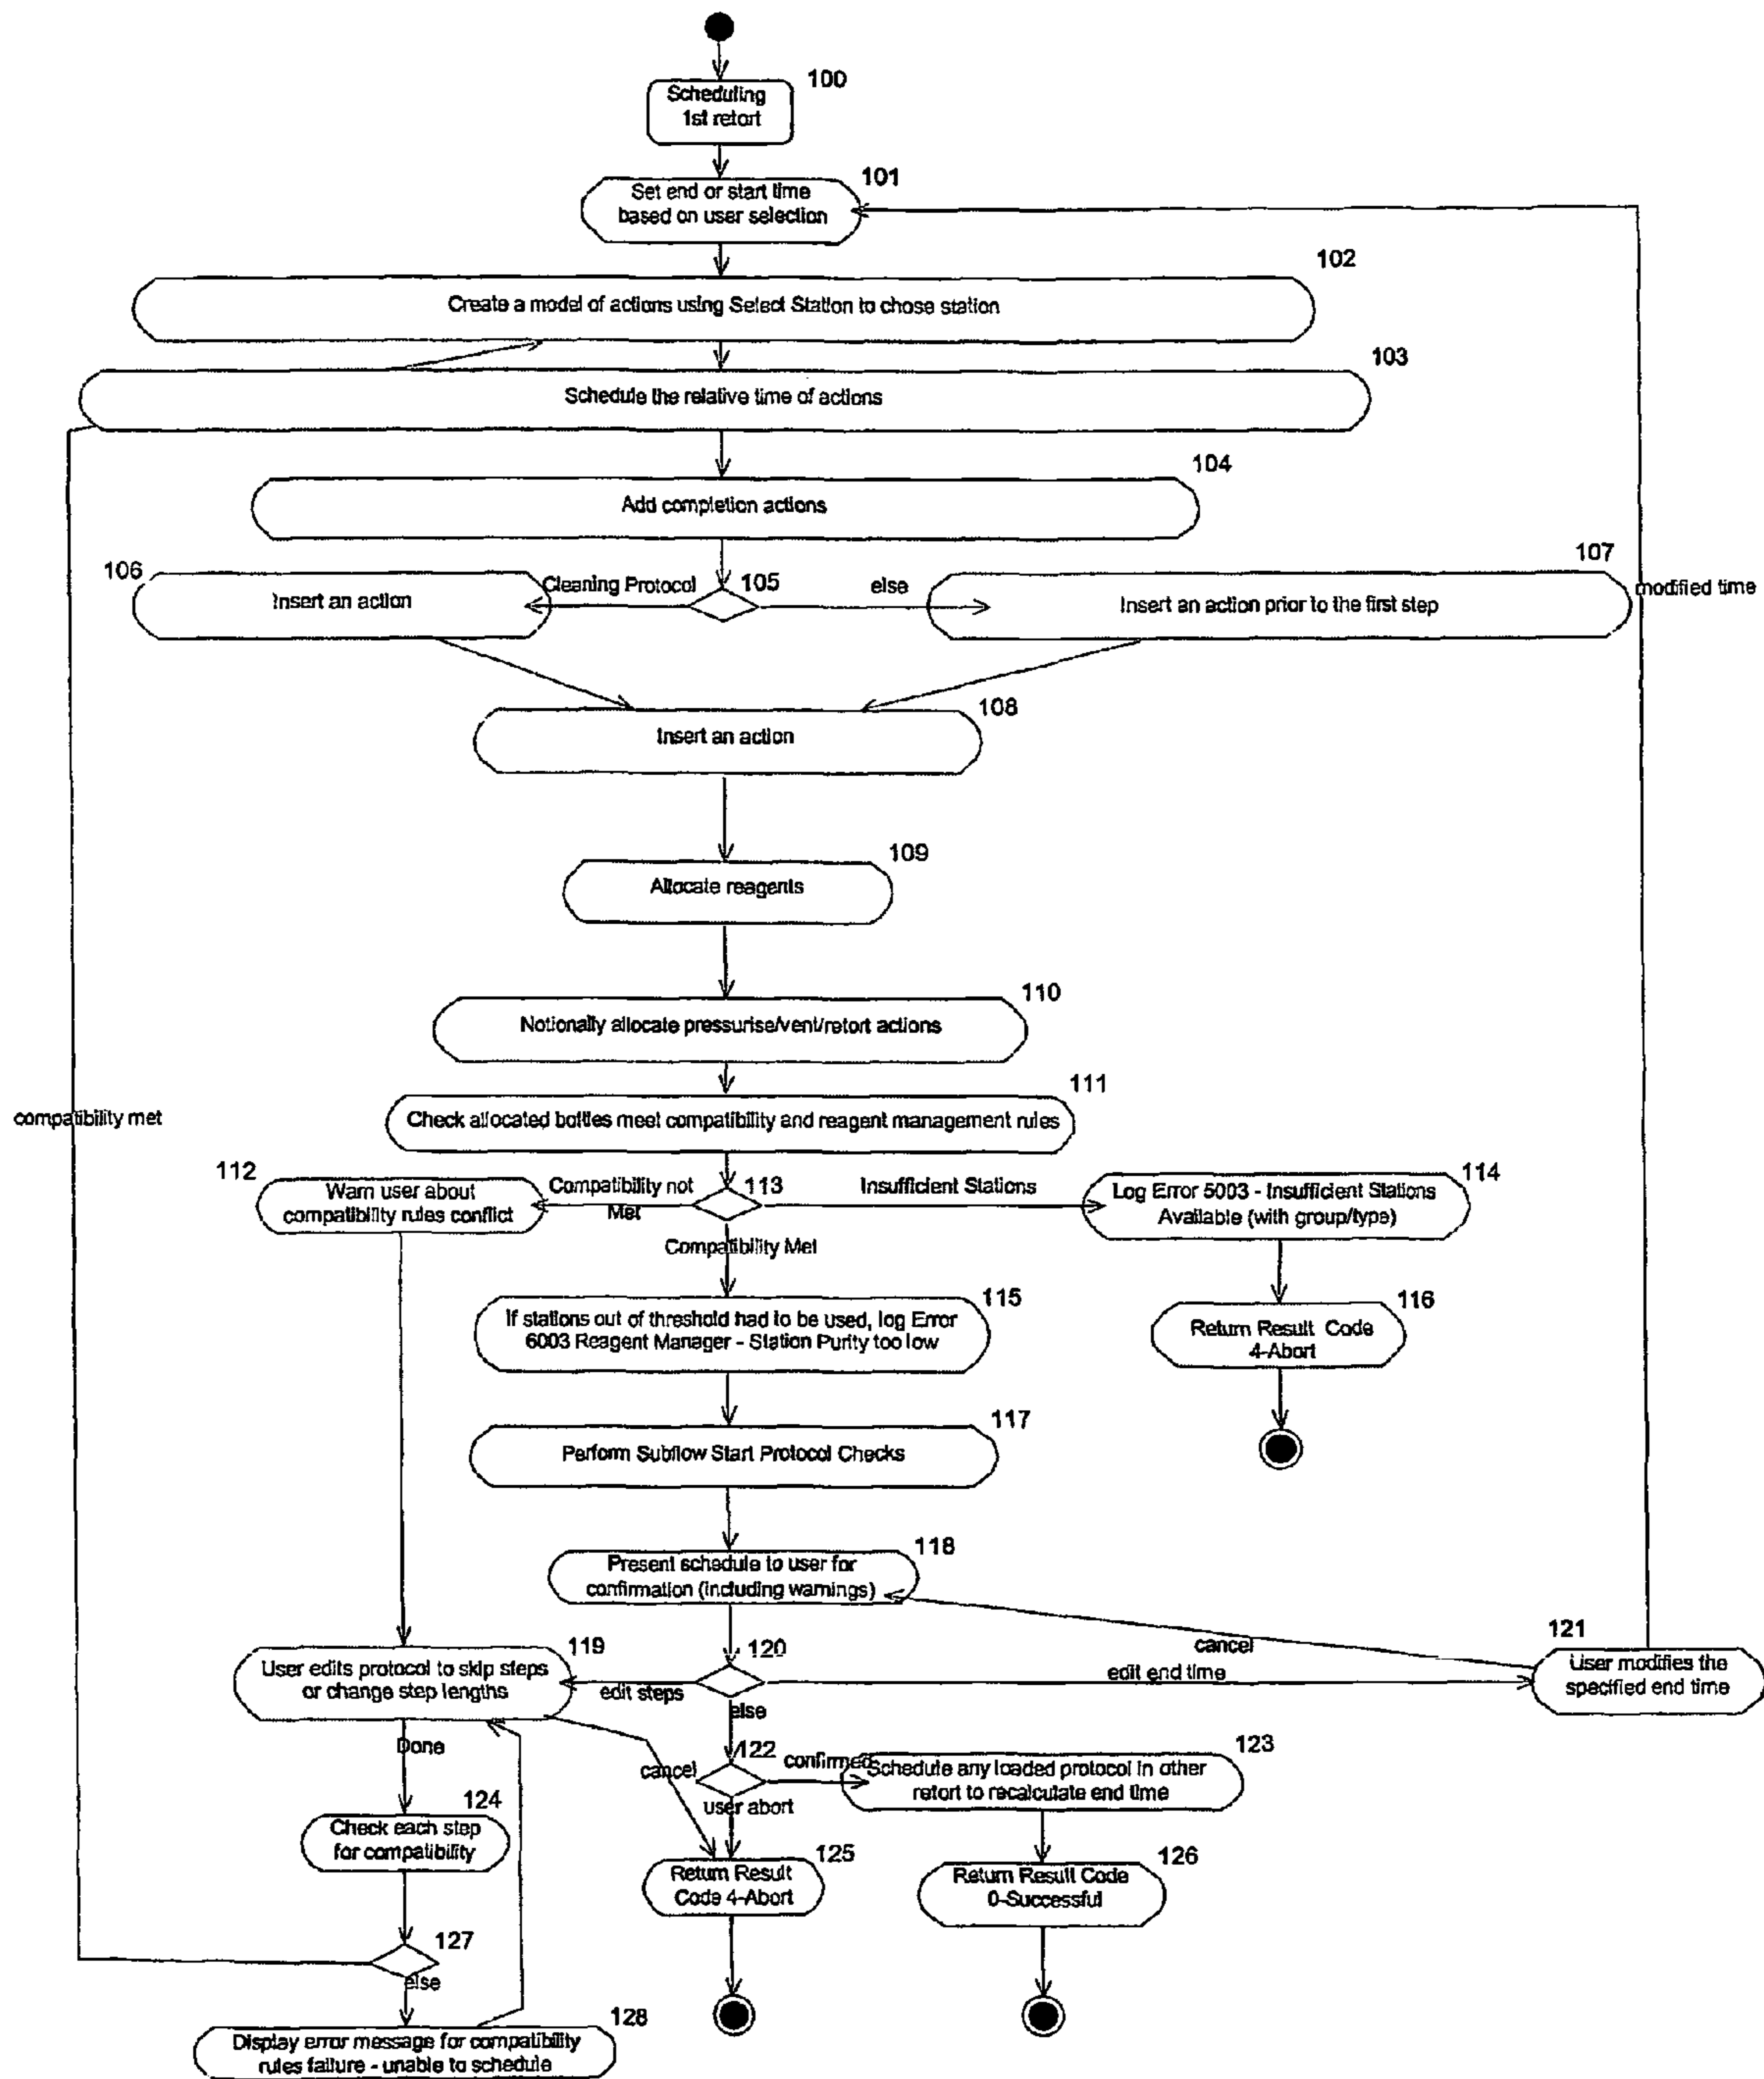 100
Scheduling
1st retort
101
Set end or start time
based on user selection
102
Create a model of actions using Select Station to chose station
103
Schedule the relative time of actions
104
Add completion actions
106
Insert an action
Cleaning Protocol
105
else
107
Insert an action prior to the first step
modified time
108
Insert an action
109
Allocate reagents
110
Notionally allocate pressurise/vent/retort actions
111
Check allocated bottles meet compatibility and reagent management rules
compatibility met
112
Warn user about
compatibility rules conflict
Compatibility not
Met
113
Insufficient Stations
114
Log Error 5003 - Insufficient Stations
Available (with group/type)
Compatibility Met
115
If stations out of threshold had to be used, log Error
6003 Reagent Manager - Station Purity too low
116
Return Result Code
4-Abort
117
Perform Subflow Start Protocol Checks
118
Present schedule to user for
confirmation (including warnings)
119
User edits protocol to skip steps
or change step lengths
120
edit steps
cancel
edit end time
121
User modifies the
specified end time
else
Done
cancel
122
confirmed
user abort
123
Schedule any loaded protocol in other
retort to recalculate end time
124
Check each step
for compatibility
125
Return Result
Code 4-Abort
126
Return Result Code
0-Successful
127
else
128
Display error message for compatibility
rules failure - unable to schedule